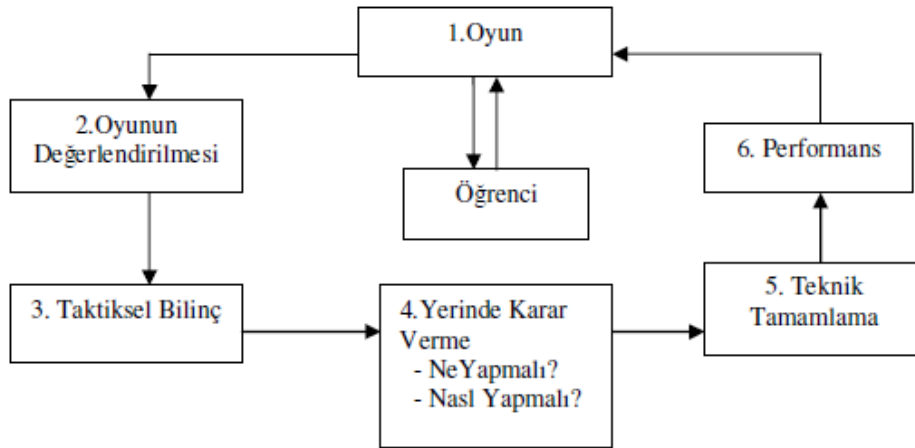 1.Oyun
2.Oyunun
Değerlendirilmesi
3. Taktiksel Bilinç
4.Yerinde Karar
Verme
- NeYapmalı?
- Nasl Yapmalı?
5. Teknik
Tamamlama
6. Performans
Öğrenci